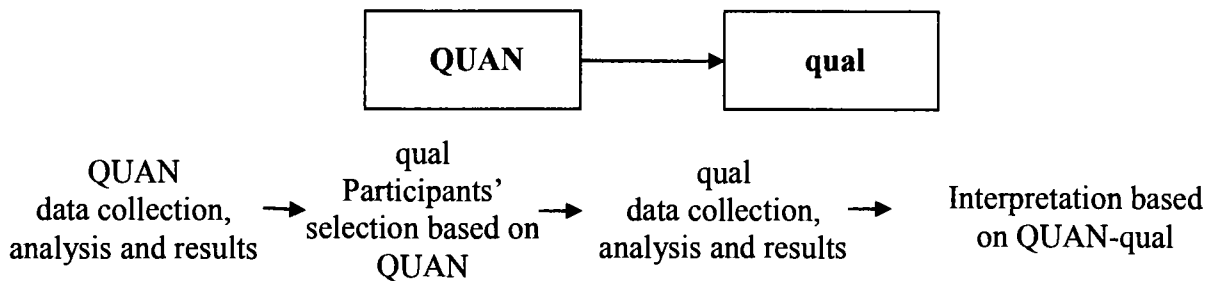 QUAN
qual
QUAN
data collection,
analysis and results
qual
Participants’
selection based on
QUAN
qual
data collection,
analysis and results
Interpretation based
on QUAN-qual